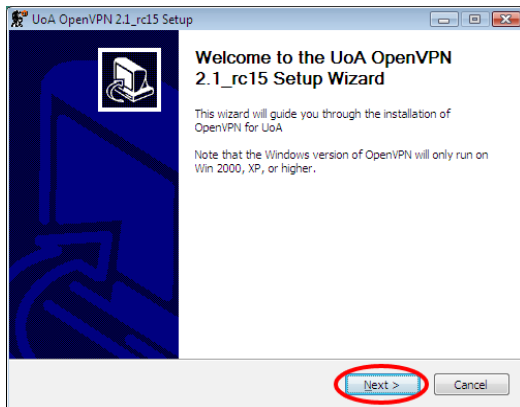 UoA OpenVPN 2.1_rc15 Setup
Welcome to the UoA OpenVPN
2.1_rc15 Setup Wizard
This wizard will guide you through the installation of
OpenVPN for UoA
Note that the Windows version of OpenVPN will only run on
Win 2000, XP, or higher.
Next >
Cancel